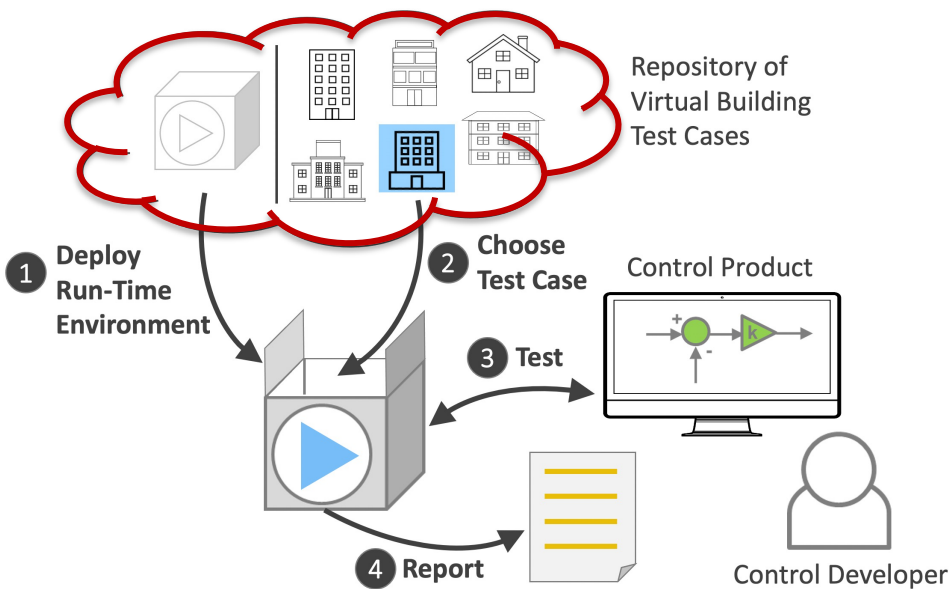 Repository of
Virtual Building
Test Cases
1 Deploy
Run-Time
Environment
2 Choose
Test Case
Control Product
+
-
k
3 Test
4 Report
Control Developer